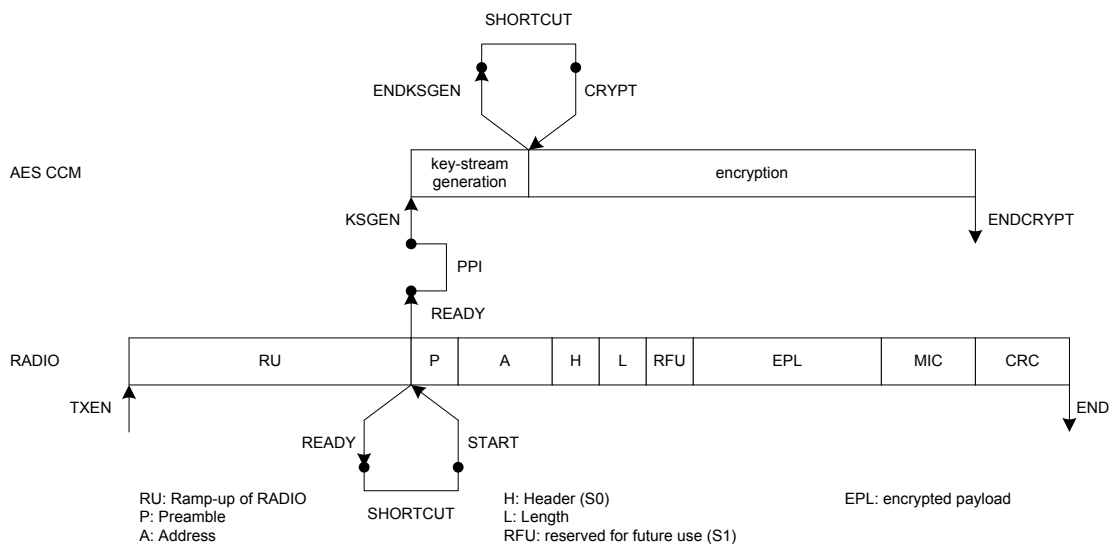 SHORTCUT
ENDKSGEN
CRYPT
AES CCM
key-stream
generation
encryption
KSGEN
ENDCRYPT
PPI
READY
RADIO
RU
P
A
H
L
RFU
EPL
MIC
CRC
TXEN
END
READY
START
SHORTCUT
RU: Ramp-up of RADIO
P: Preamble
A: Address
H: Header (S0)
L: Length
RFU: reserved for future use (S1)
EPL: encrypted payload